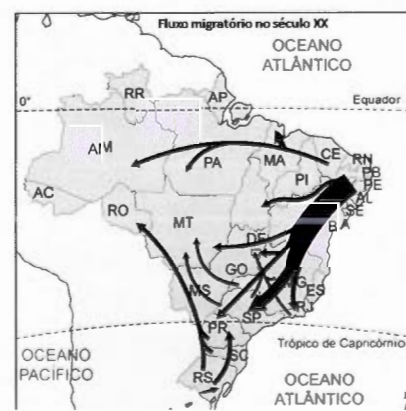 Fluxo migratório no século XX
OCEANO
ATLÂNTICO
RR
AP
0°
Equador
AM
PA
MA
CE
RN
PB
PE
AL
SE
PI
AC
RO
BA
MT
DF
GO
MG
ES
MS
RJ
SP
PR
Trópico de Capricórnio
SC
RS
OCEANO
PACÍFICO
OCEANO
ATLÂNTICO